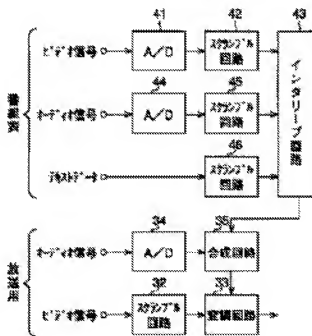 41
42
43
ビデオ信号
A/D
スクランブル
回路
44
45
オーディオ信号
A/D
スクランブル
回路
インタリーブ回路
46
テキストデータ
スクランブル
回路
34
35
オーディオ信号
A/D
合成回路
32
33
ビデオ信号
スクランブル
回路
変調回路